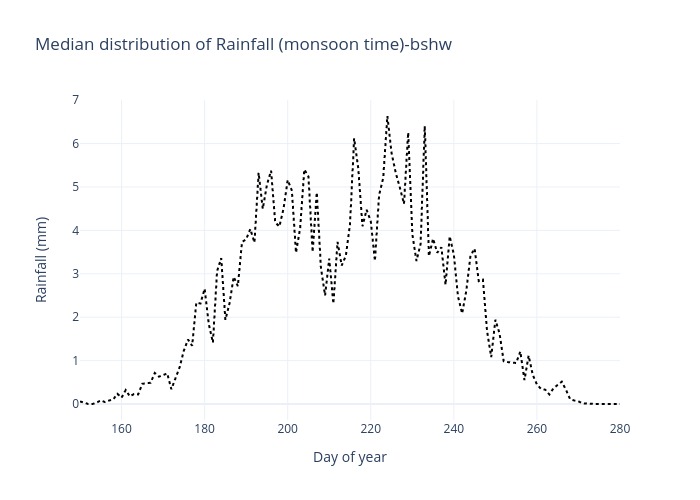 Median distribution of Rainfall (monsoon time)-bshw
7
6
5
4
3
2
1
0
Rainfall (mm)
160 180 200 220 240 260 280
Day of year